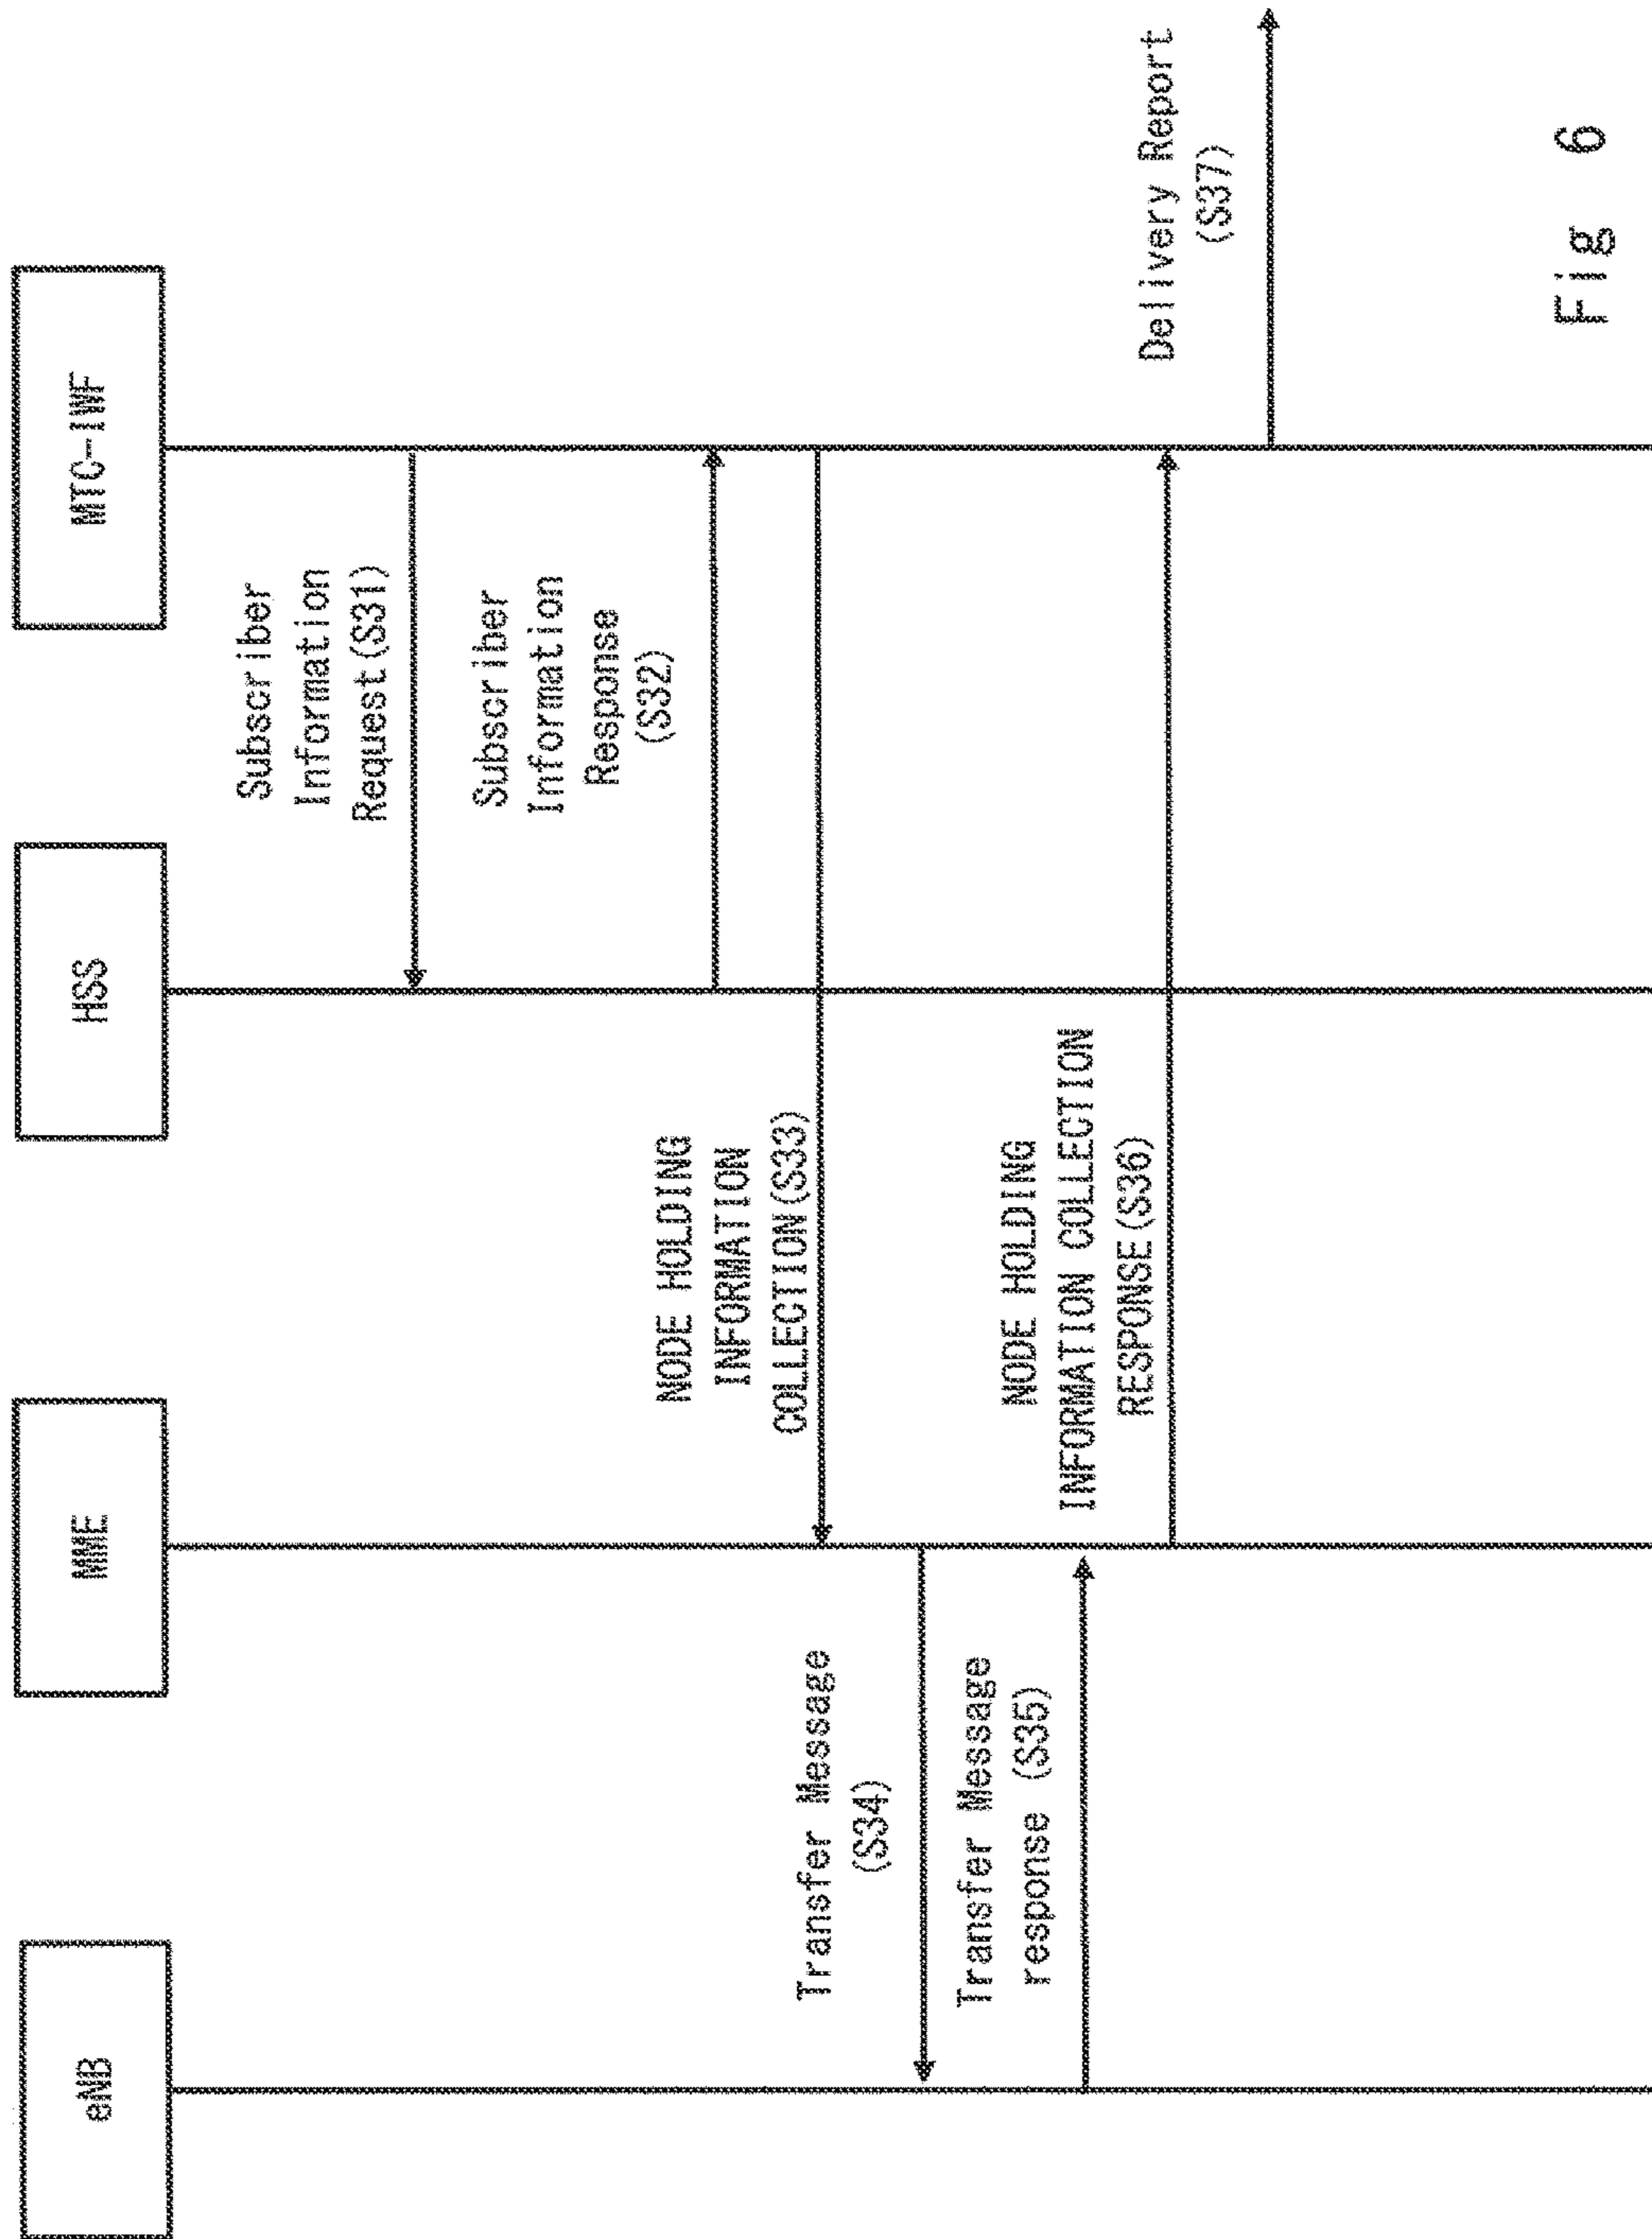 eNB
MME
HSS
MTC-IWF
Subscriber
Information
Request(S31)
Subscriber
Information
Response
(S32)
NODE HOLDING
INFORMATION
COLLECTION(S33)
Transfer Message
(S34)
Transfer Message
response (S35)
NODE HOLDING
INFORMATION COLLECTION
RESPONSE(S36)
Delivery Report
(S37)
Fig 6